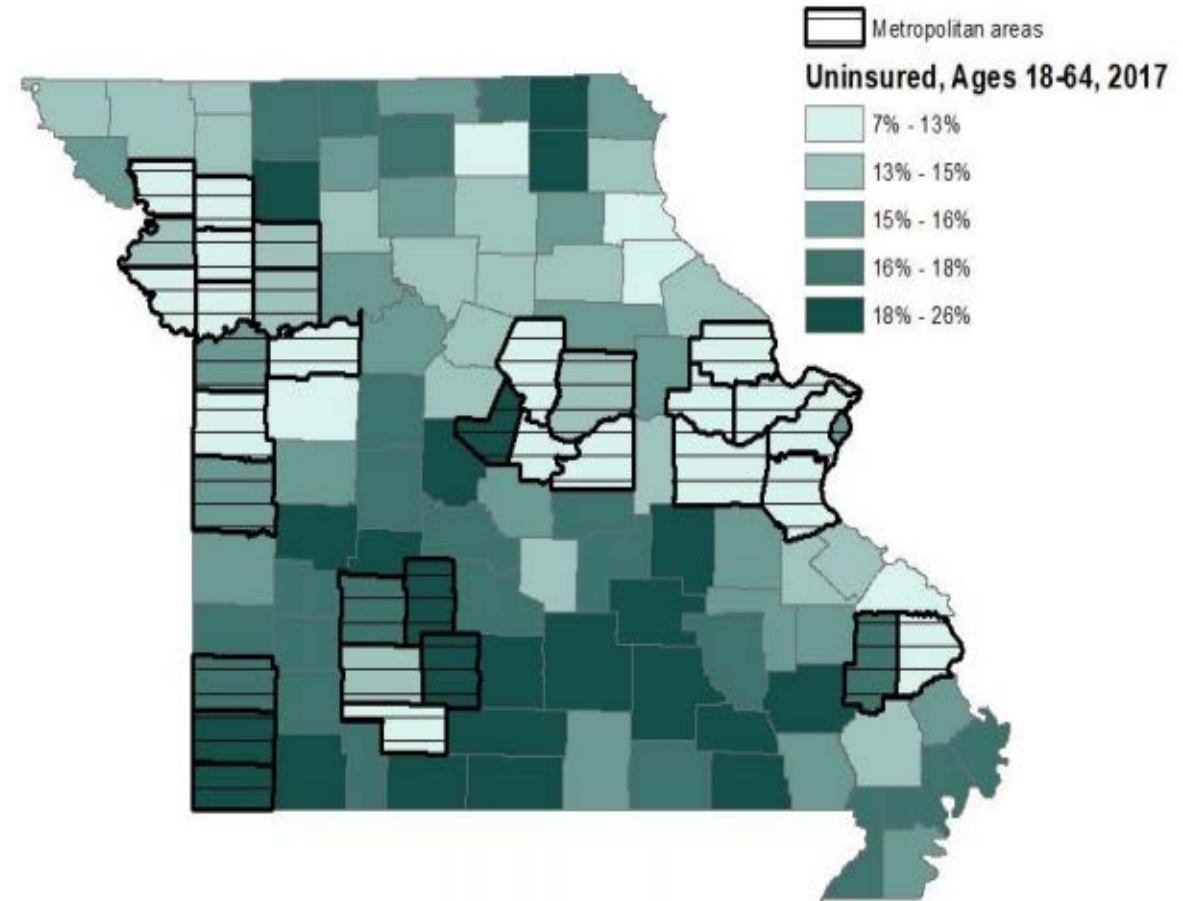 Metropolitan areas
Uninsured, Ages 18-64, 2017
7% - 13%
13% - 15%
15% - 16%
16% - 18%
18% - 26%